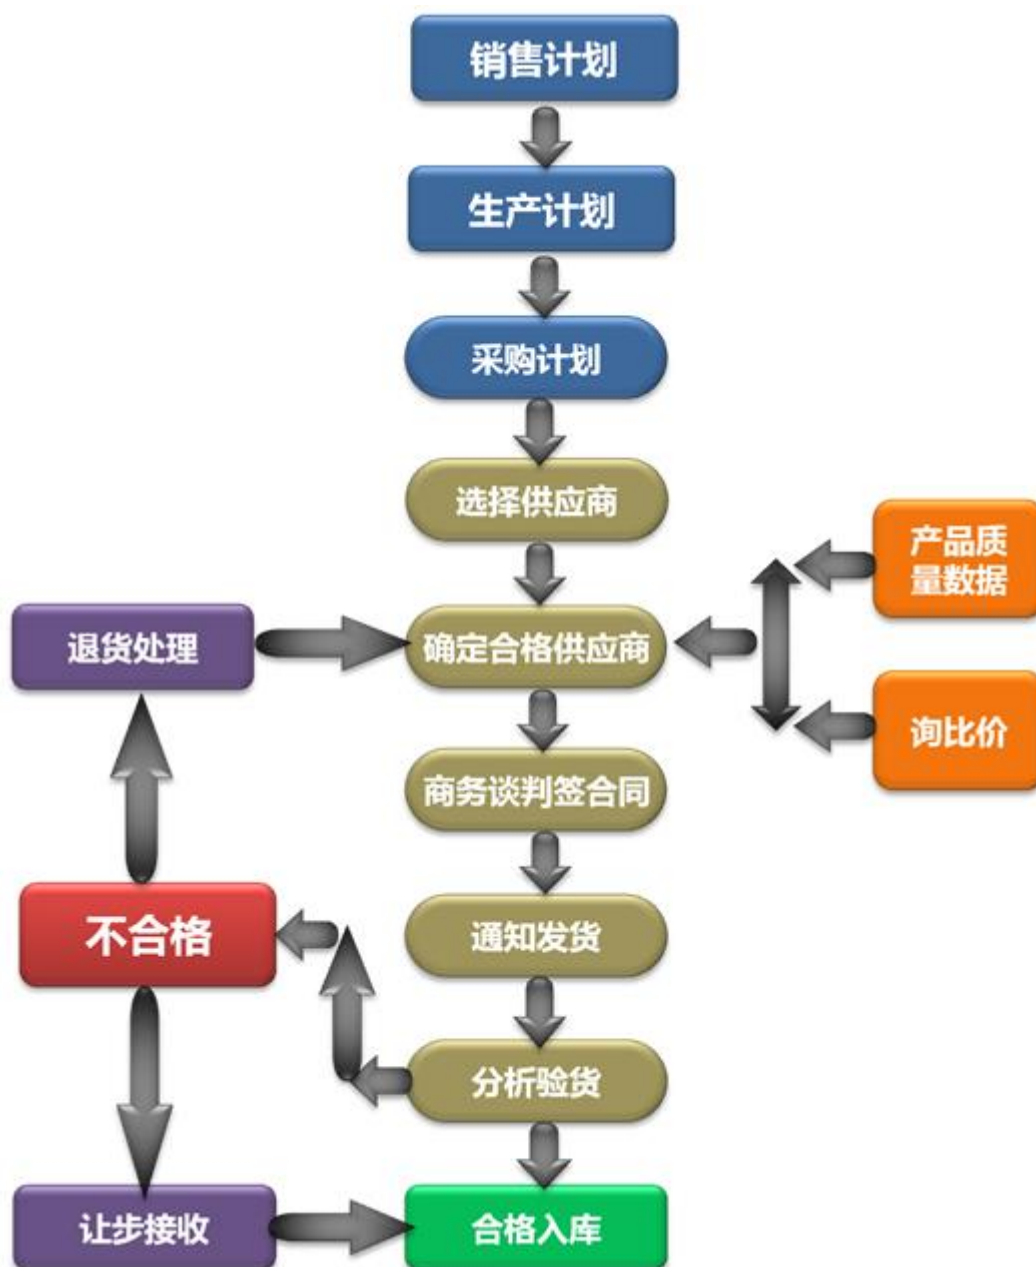 销售计划
生产计划
采购计划
选择供应商
产品质
量数据
退货处理
确定合格供应商
询比价
商务谈判签合同
不合格
通知发货
分析验货
让步接收
合格入库